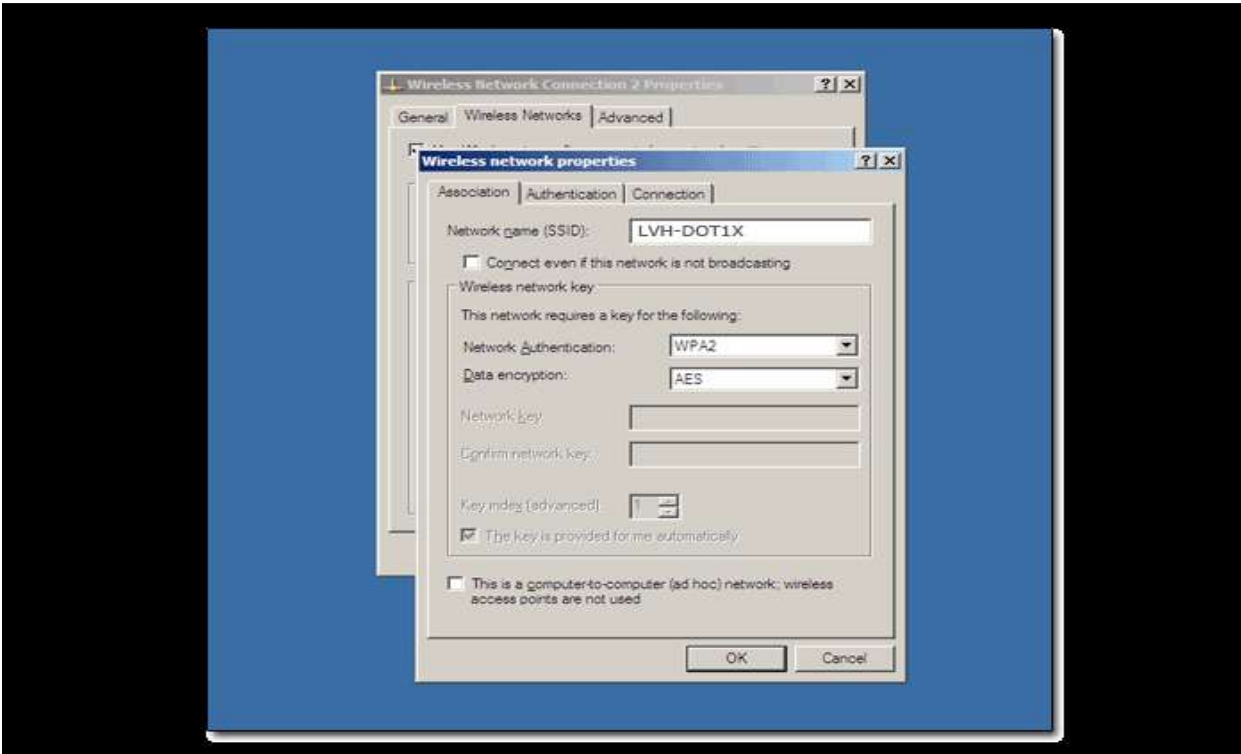 Wireless Network Connection 2 Properties
General Wireless Networks Advanced
Wireless network properties
Association Authentication Connection
Network name (SSID): LVH-DOT1X
Connect even if this network is not broadcasting
Wireless network key
This network requires a key for the following:
Network Authentication: WPA2
Data encryption: AES
Network key
Confirm network key:
Key index (advanced): 1
The key is provided for me automatically
This is a computer-to-computer (ad hoc) network; wireless
access points are not used
OK Cancel